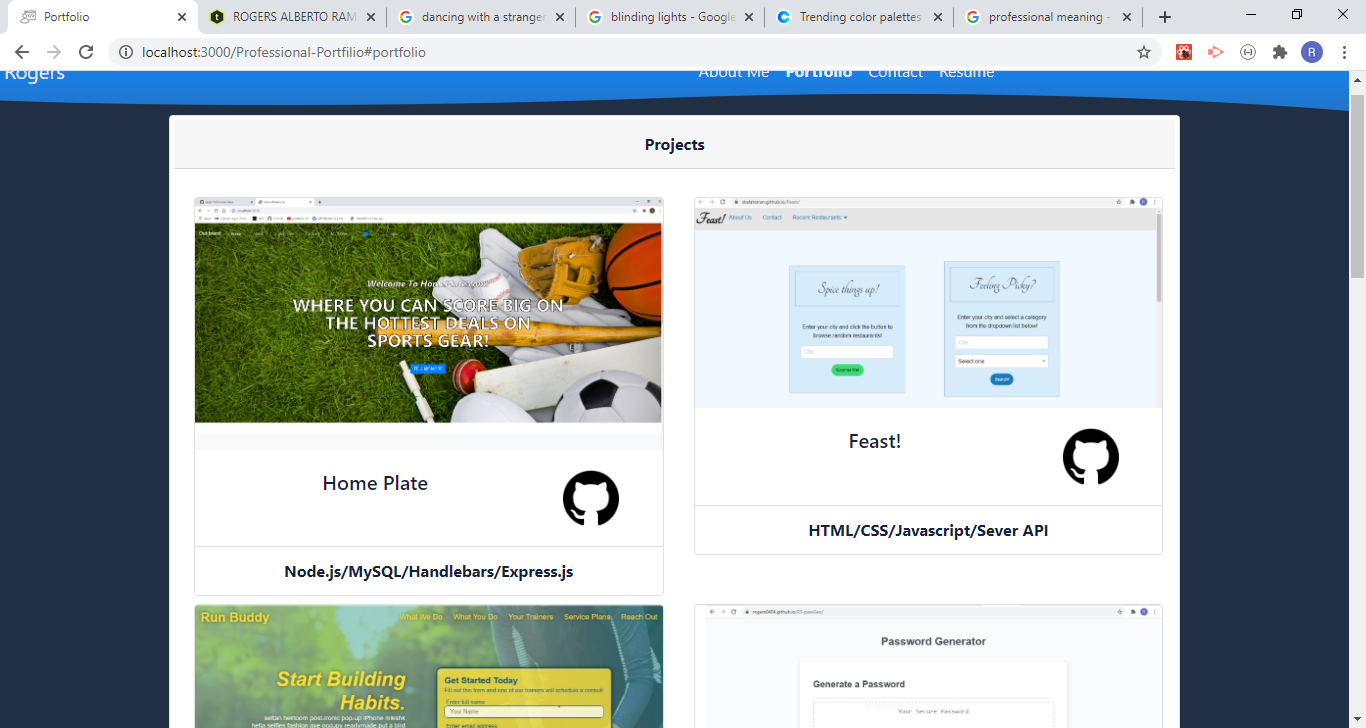 Portfolio
ROGERS ALBERTO RAM
dancing with a stranger
blinding lights - Google
Trending color palettes
professional meaning -
localhost:3000/Professional-Portfilio#portfolio
R
Rogers
About Me Portfolio Contact Resume
Projects
Welcome To
WHERE YOU CAN SCORE BIG ON
THE HOTTEST DEALS ON
SPORTS GEAR!
TELL ME MORE
Home Plate
Node.js/MySQL/Handlebars/Express.js
Feast! About Us Contact Recent Restaurants
Spice things up!
Enter your city and click the button to
browse random restaurants!
City
Surprise Me!
Feeling Picky?
Enter your city and select a category
from the dropdown list below!
City
Select one
Search!
Feast!
HTML/CSS/Javascript/Sever API
Run Buddy
What We Do What You Do Your Trainers Service Plans Reach Out
Start Building
Habits.
Get Started Today
Fill out this form and one of our trainers will schedule a consult
Enter full name:
Your Name
Enter email address:
Password Generator
Generate a Password
Your Secure Password